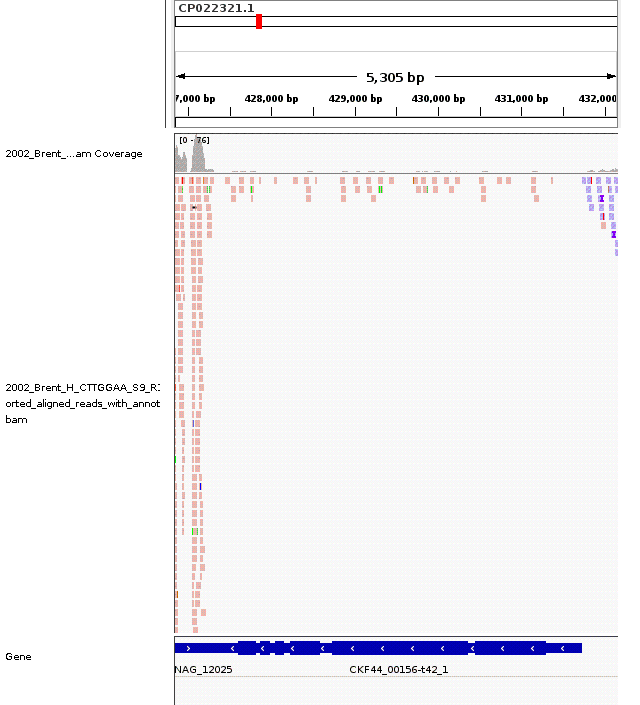 CP022321.1
5,305 bp
7,000 bp 428,000 bp 429,000 bp 430,000 bp 431,000 bp 432,000
[0 - 76]
2002_Brent_...am Coverage
2002_Brent_H_CTTGGAA_S9_R1
orted_aligned_reads_with_annot
bam
Gene
NAG_12025 CKF44_00156-t42_1